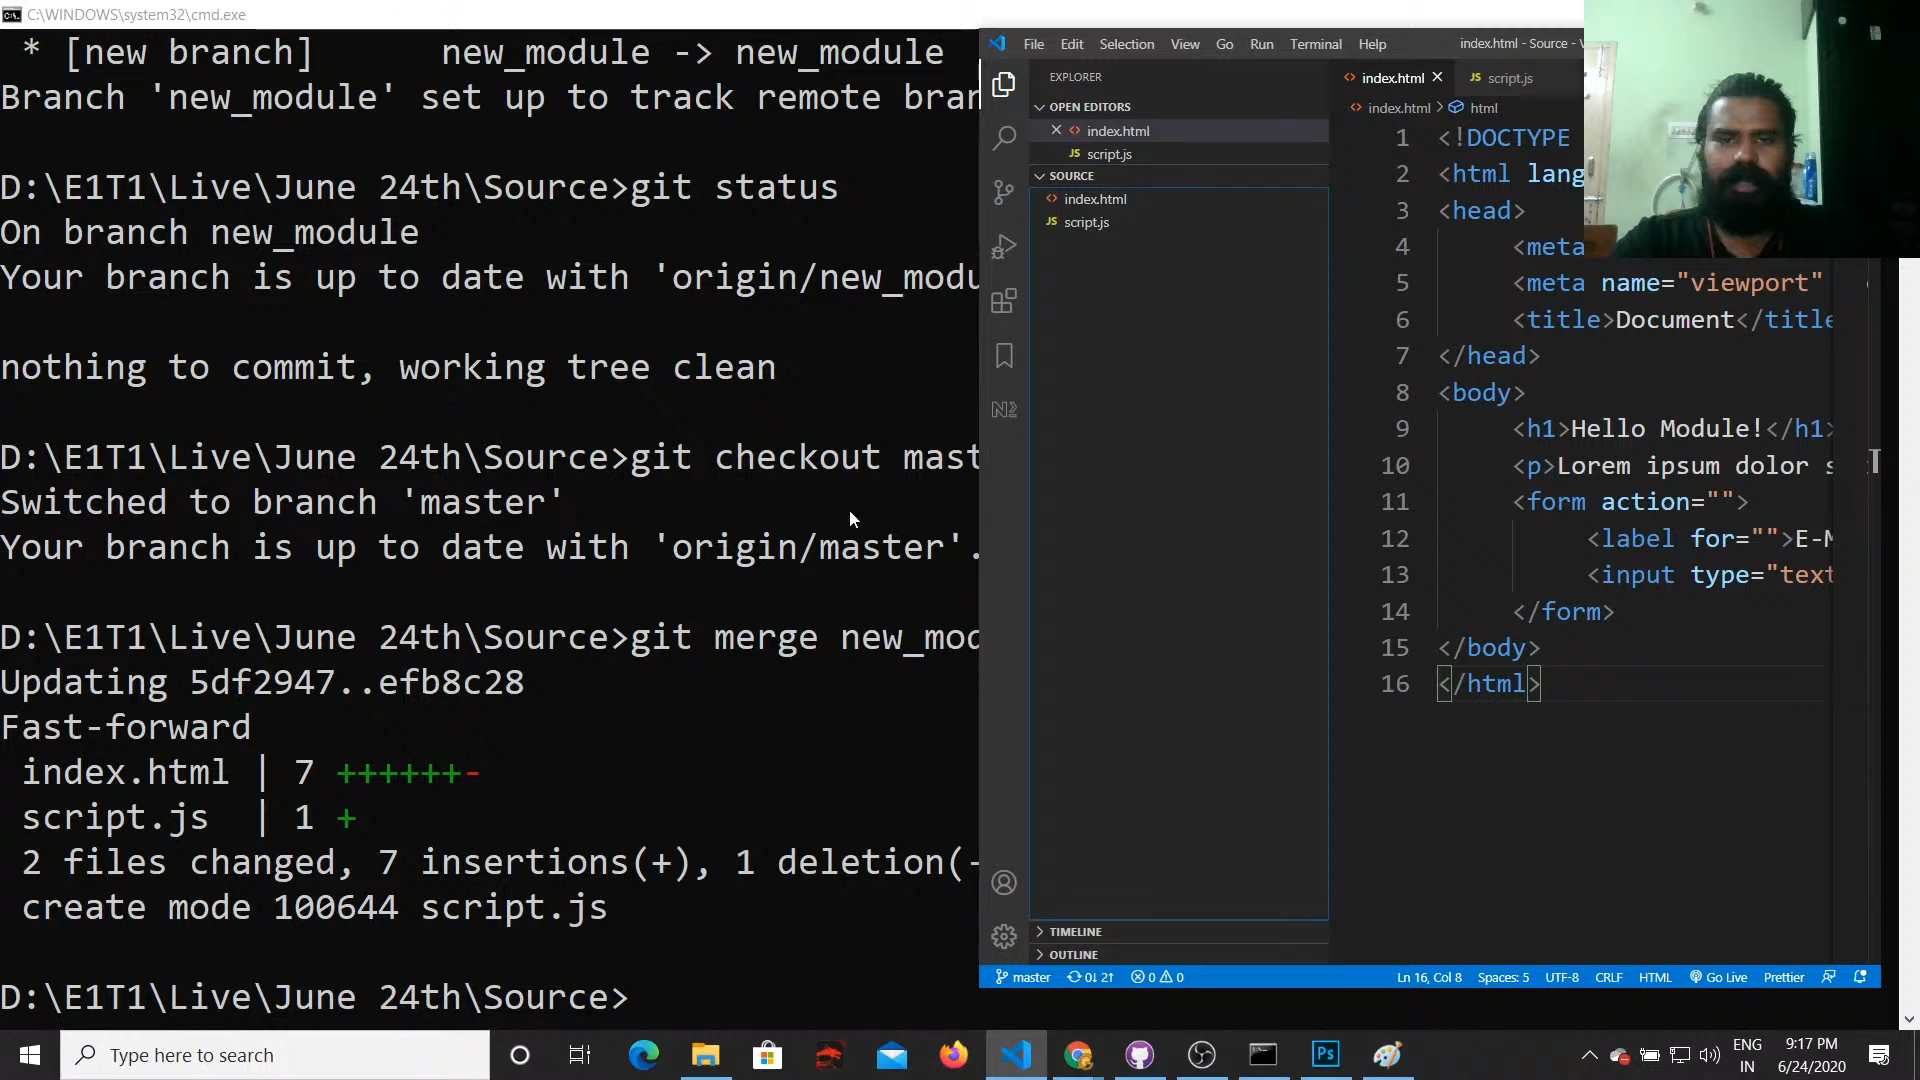 C:\WINDOWS\system32\cmd.exe
* [new branch]      new_module -> new_module
Branch 'new_module' set up to track remote bran
D:\E1T1\Live\June 24th\Source>git status
On branch new_module
Your branch is up to date with 'origin/new_modu
nothing to commit, working tree clean
D:\E1T1\Live\June 24th\Source>git checkout mast
Switched to branch 'master'
Your branch is up to date with 'origin/master'.
D:\E1T1\Live\June 24th\Source>git merge new_mod
Updating 5df2947..efb8c28
Fast-forward
index.html | 7 ++++++-
script.js  | 1 +
2 files changed, 7 insertions(+), 1 deletion(-
create mode 100644 script.js
D:\E1T1\Live\June 24th\Source>
File Edit Selection View Go Run Terminal Help index.html - Source - V
EXPLORER
OPEN EDITORS
index.html
JS script.js
SOURCE
index.html
JS script.js
TIMELINE
OUTLINE
index.html JS script.js
index.html > html
1 <!DOCTYPE
2 <html lang
3 <head>
4 <meta
5 <meta name="viewport"
6 <title>Document</title
7 </head>
8 <body>
9 <h1>Hello Module!</h1>
10 <p>Lorem ipsum dolor s
11 <form action="">
12 <label for="">E-M
13 <input type="text
14 </form>
15 </body>
16 </html>
master 0↓ 2↑ 0 0 Ln 16, Col 8 Spaces: 5 UTF-8 CRLF HTML Go Live Prettier
Type here to search
Ps
ENG
IN
9:17 PM
6/24/2020